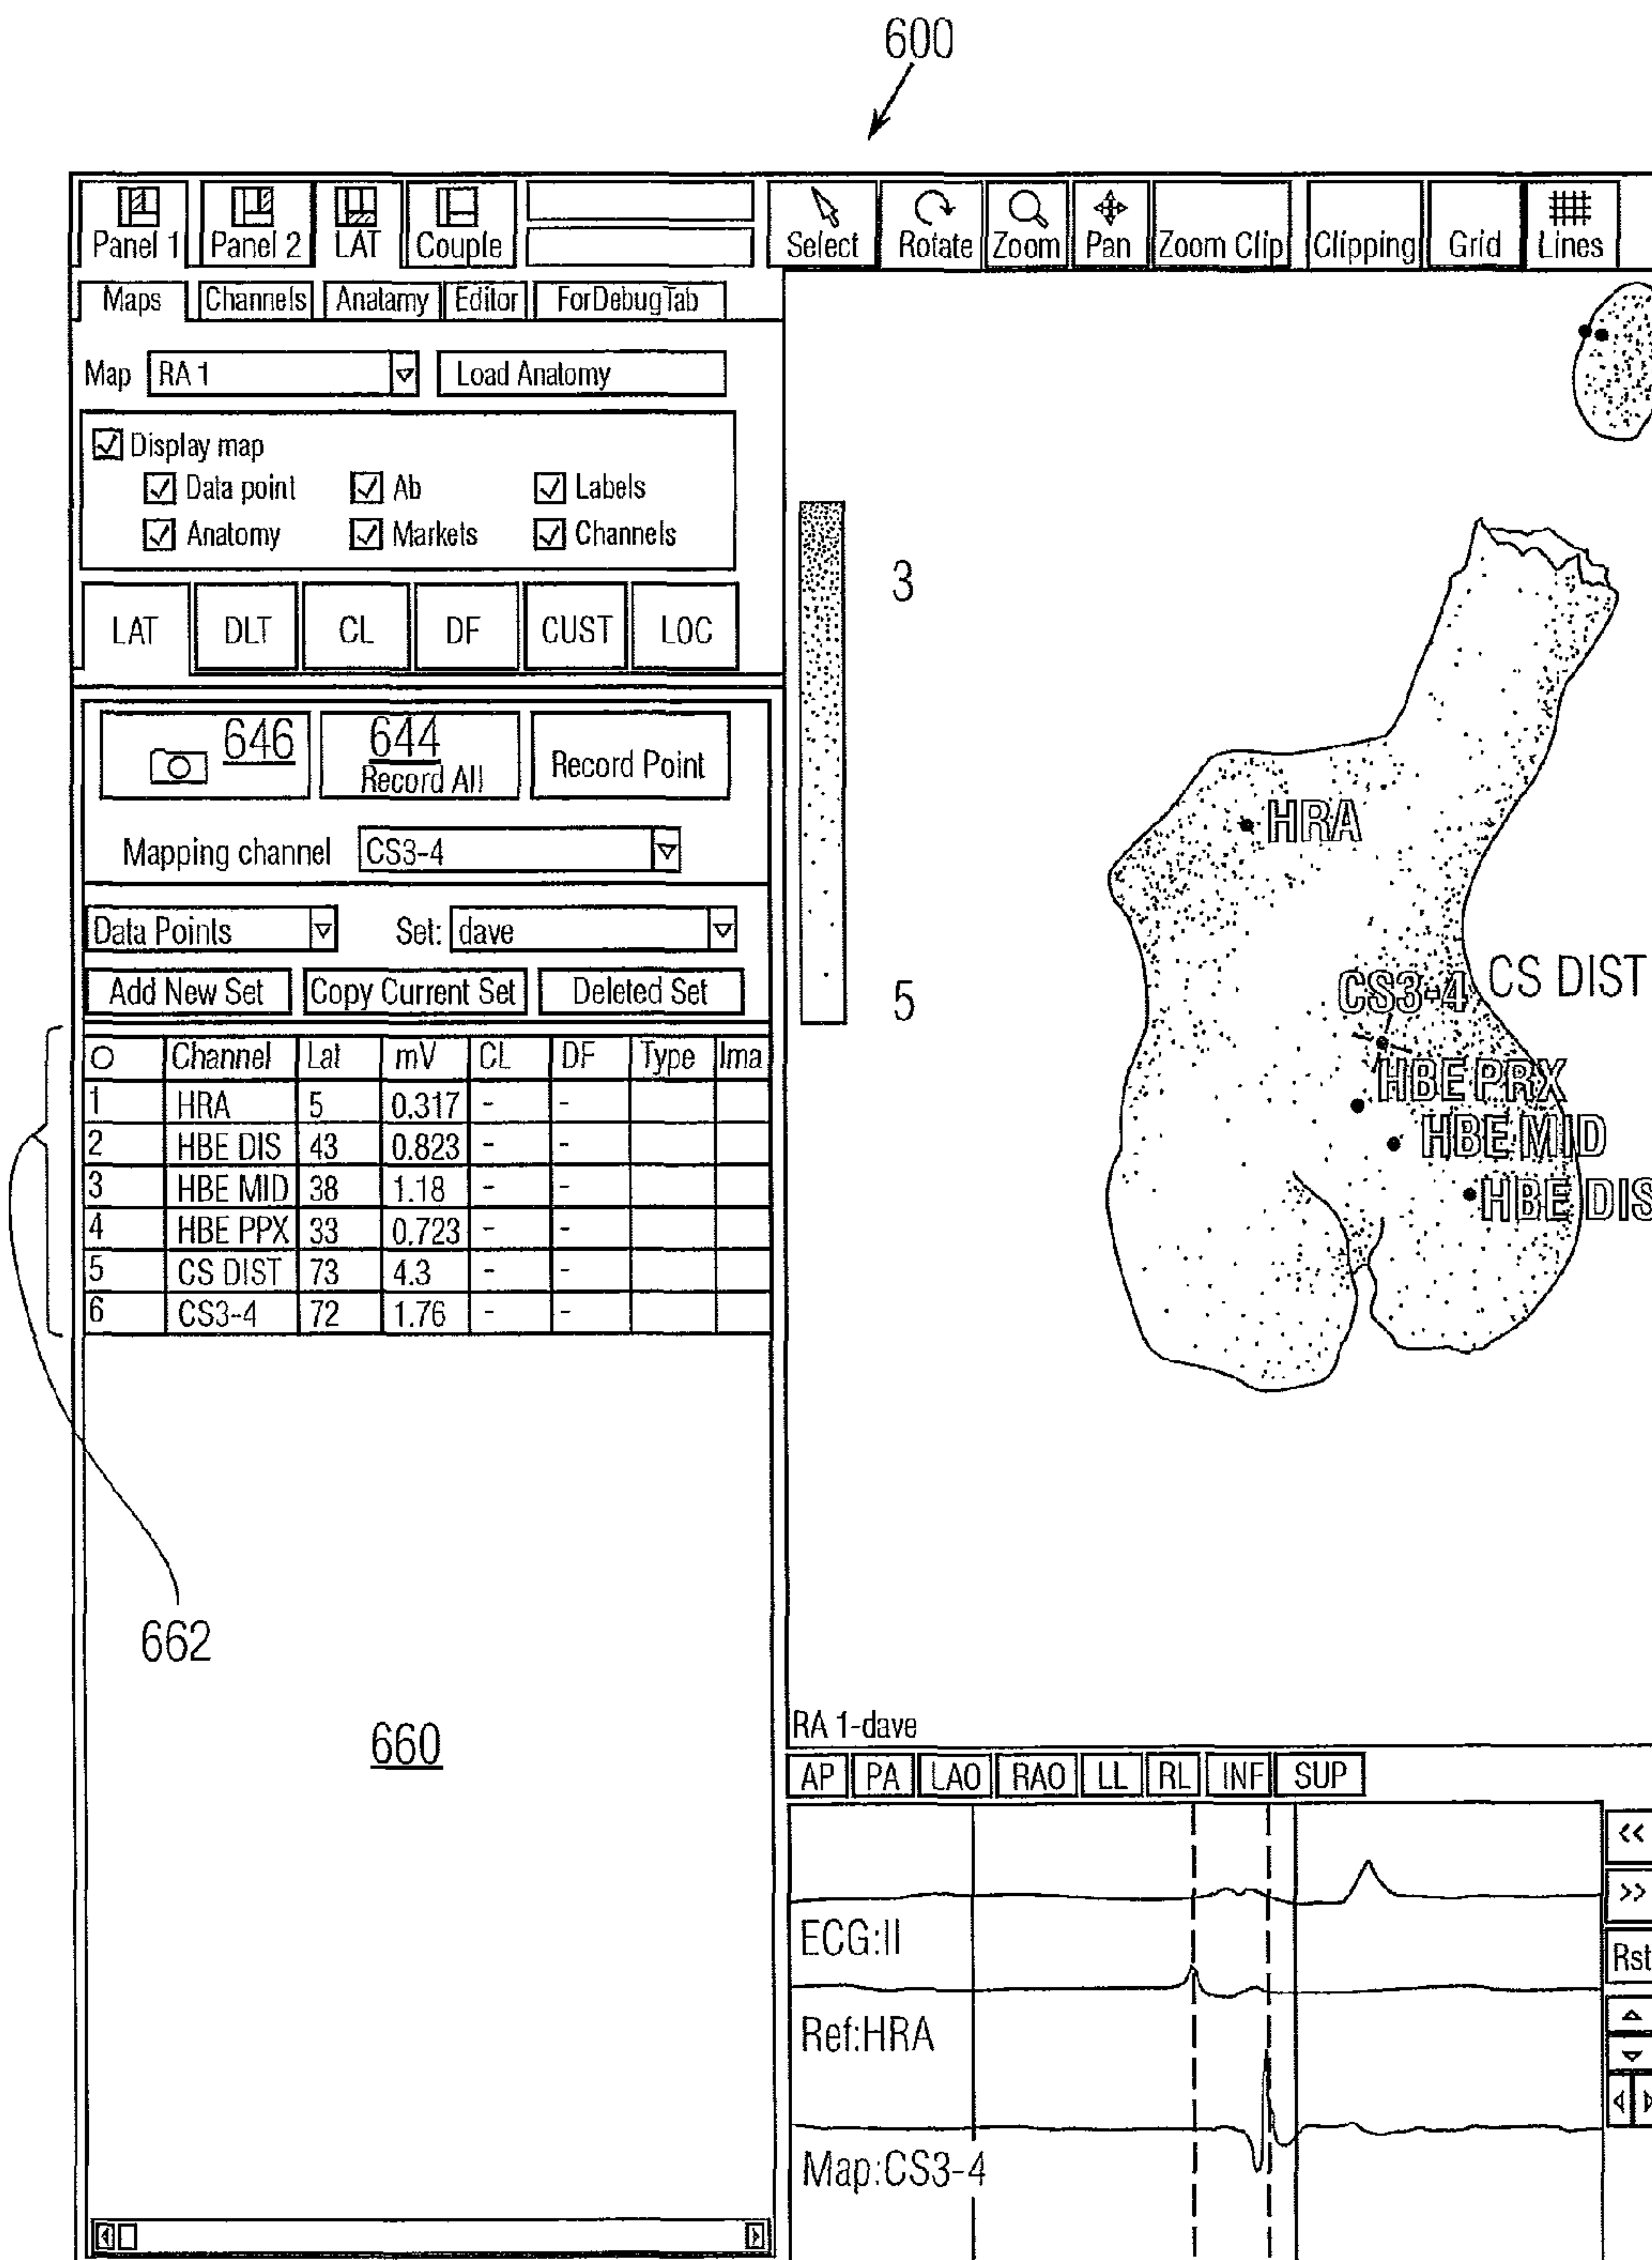 600
Panel 1 Panel 2 LAT Couple Select Rotate Zoom Pan Zoom Clip Clipping Grid Lines
Maps Channels Anatamy Editor ForDebugTab
Map RA 1 Load Anatomy
Display map
Data point Ab Labels
Anatomy Markets Channels
LAT DLT CL DF CUST LOC
646 644 Record All Record Point
Mapping channel CS3-4
Data Points Set: dave
Add New Set Copy Current Set Deleted Set
O Channel Lat mV CL DF Type Ima
1 HRA 5 0.317 - -
2 HBE DIS 43 0.823 - -
3 HBE MID 38 1.18 - -
4 HBE PPX 33 0.723 - -
5 CS DIST 73 4.3 - -
6 CS3-4 72 1.76 - -
662
660
3
5
HRA
CS3-4 CS DIST
HBE PRX
HBE MID
HBE DIS
RA 1-dave
AP PA LAO RAO LL RL INF SUP
<<
>>
Rst
ECG:II
Ref:HRA
Map:CS3-4